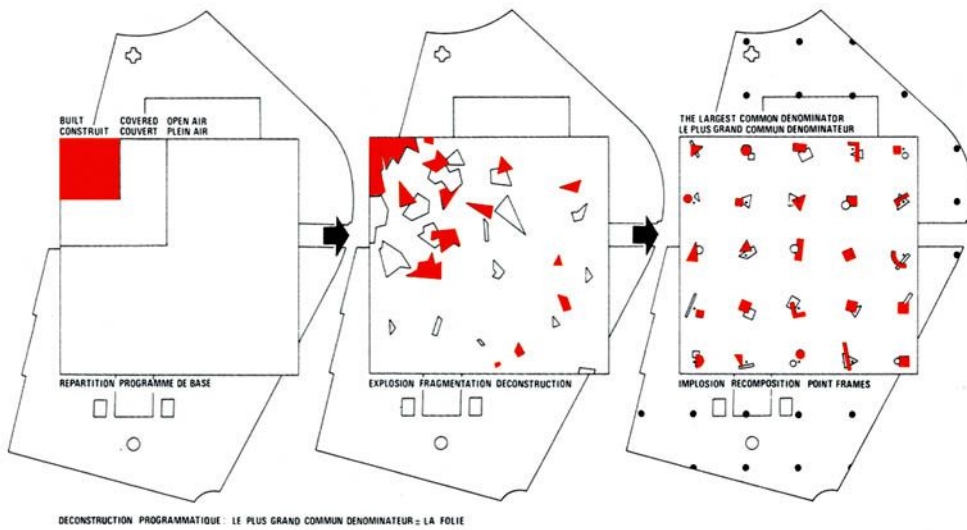 BUILT COVERED OPEN AIR
CONSTRUIT COUVERT PLEIN AIR
REPARTITION PROGRAMME DE BASE
EXPLOSION FRAGMENTATION DECONSTRUCTION
THE LARGEST COMMON DENOMINATOR
LE PLUS GRAND COMMUN DENOMINATEUR
IMPLOSION RECOMPOSITION POINT FRAMES
DECONSTRUCTION PROGRAMMATIQUE: LE PLUS GRAND COMMUN DENOMINATEUR = LA FOLIE